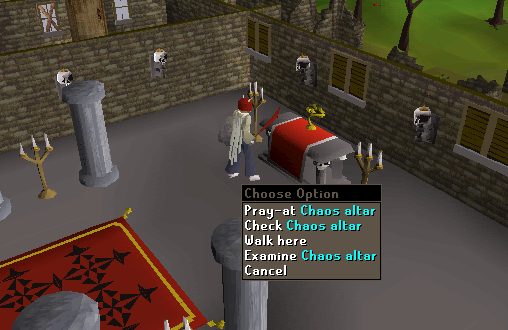 Choose Option
Pray-at Chaos altar
Check Chaos altar
Walk here
Examine Chaos altar
Cancel